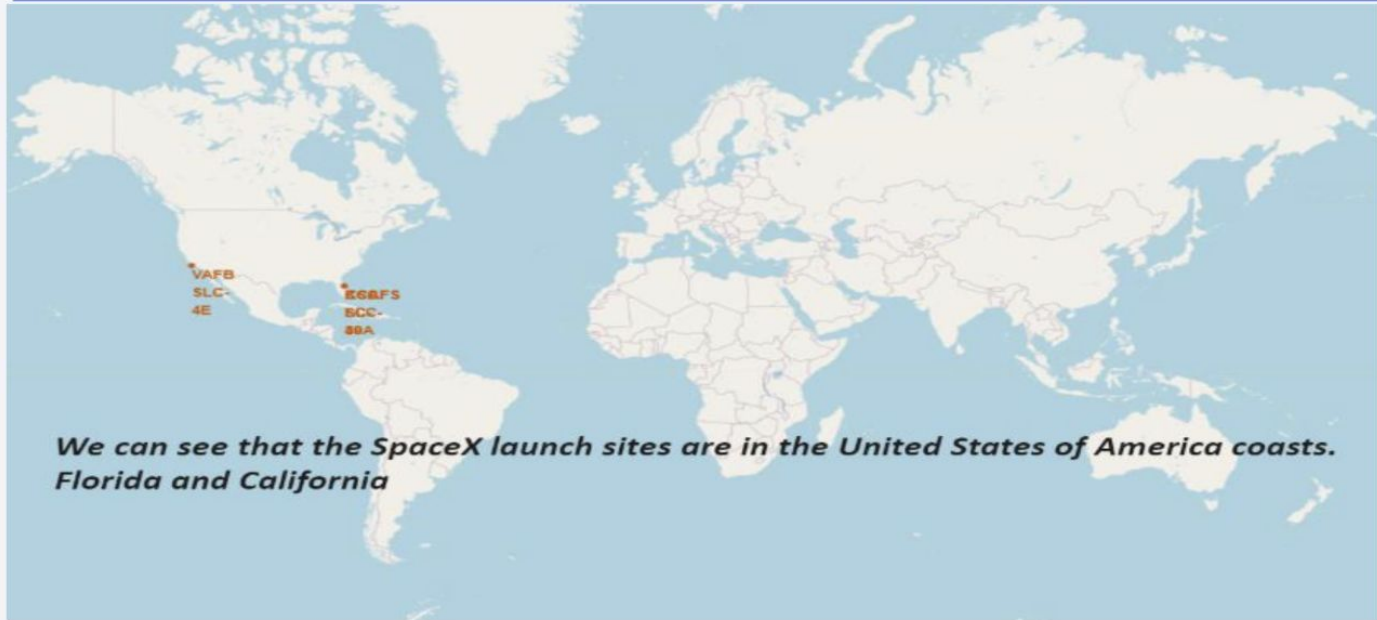 VAFB
SLC-
4E
We can see that the SpaceX launch sites are in the United States of America coasts.
Florida and California